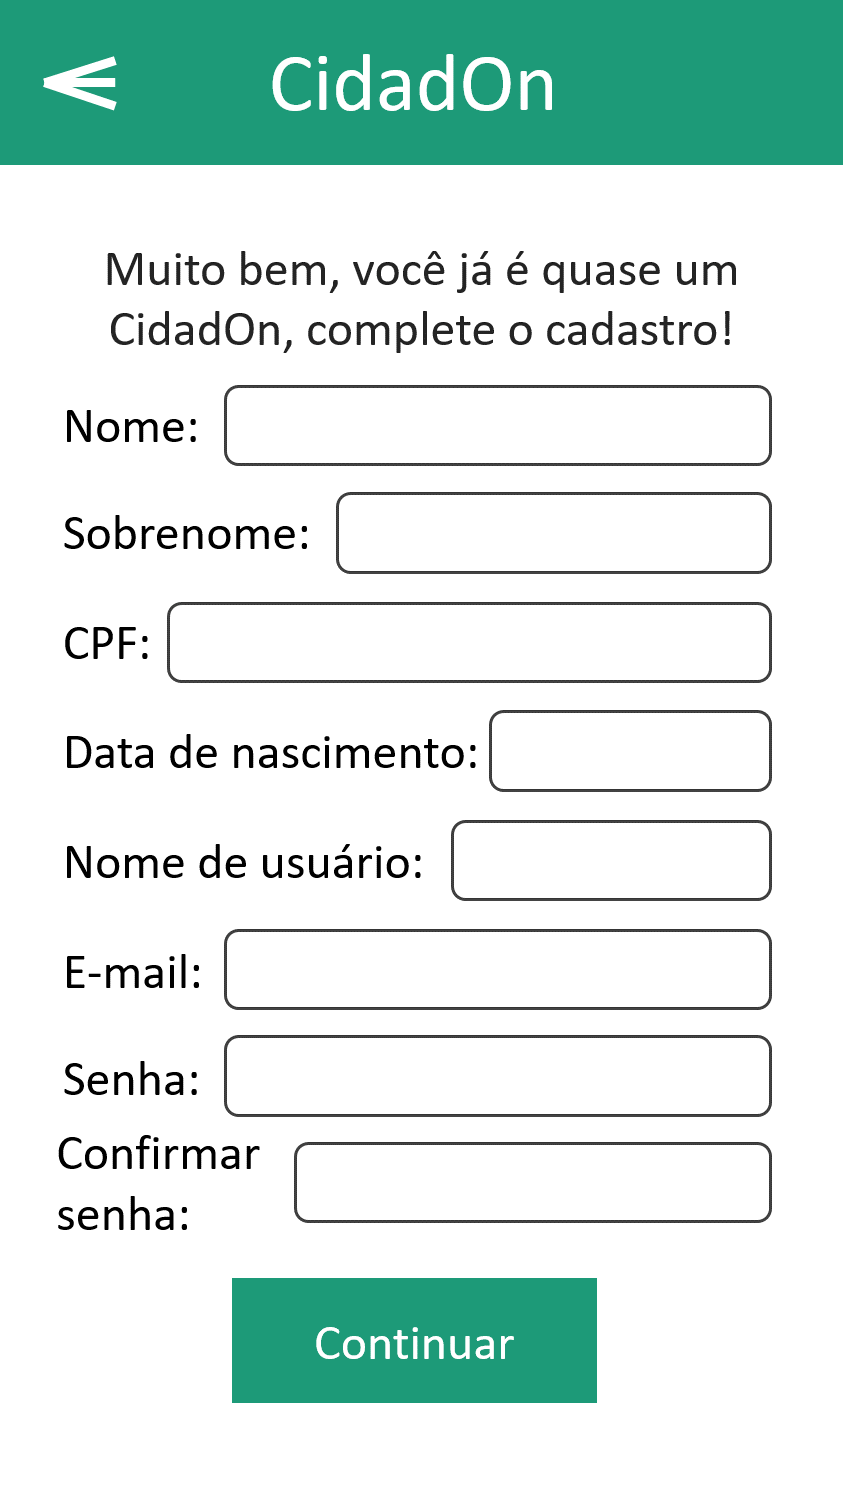 CidadOn
Muito bem, você já é quase um
CidadOn, complete o cadastro!
Nome:
Sobrenome:
CPF:
Data de nascimento:
Nome de usuário:
E-mail:
Senha:
Confirmar
senha:
Continuar